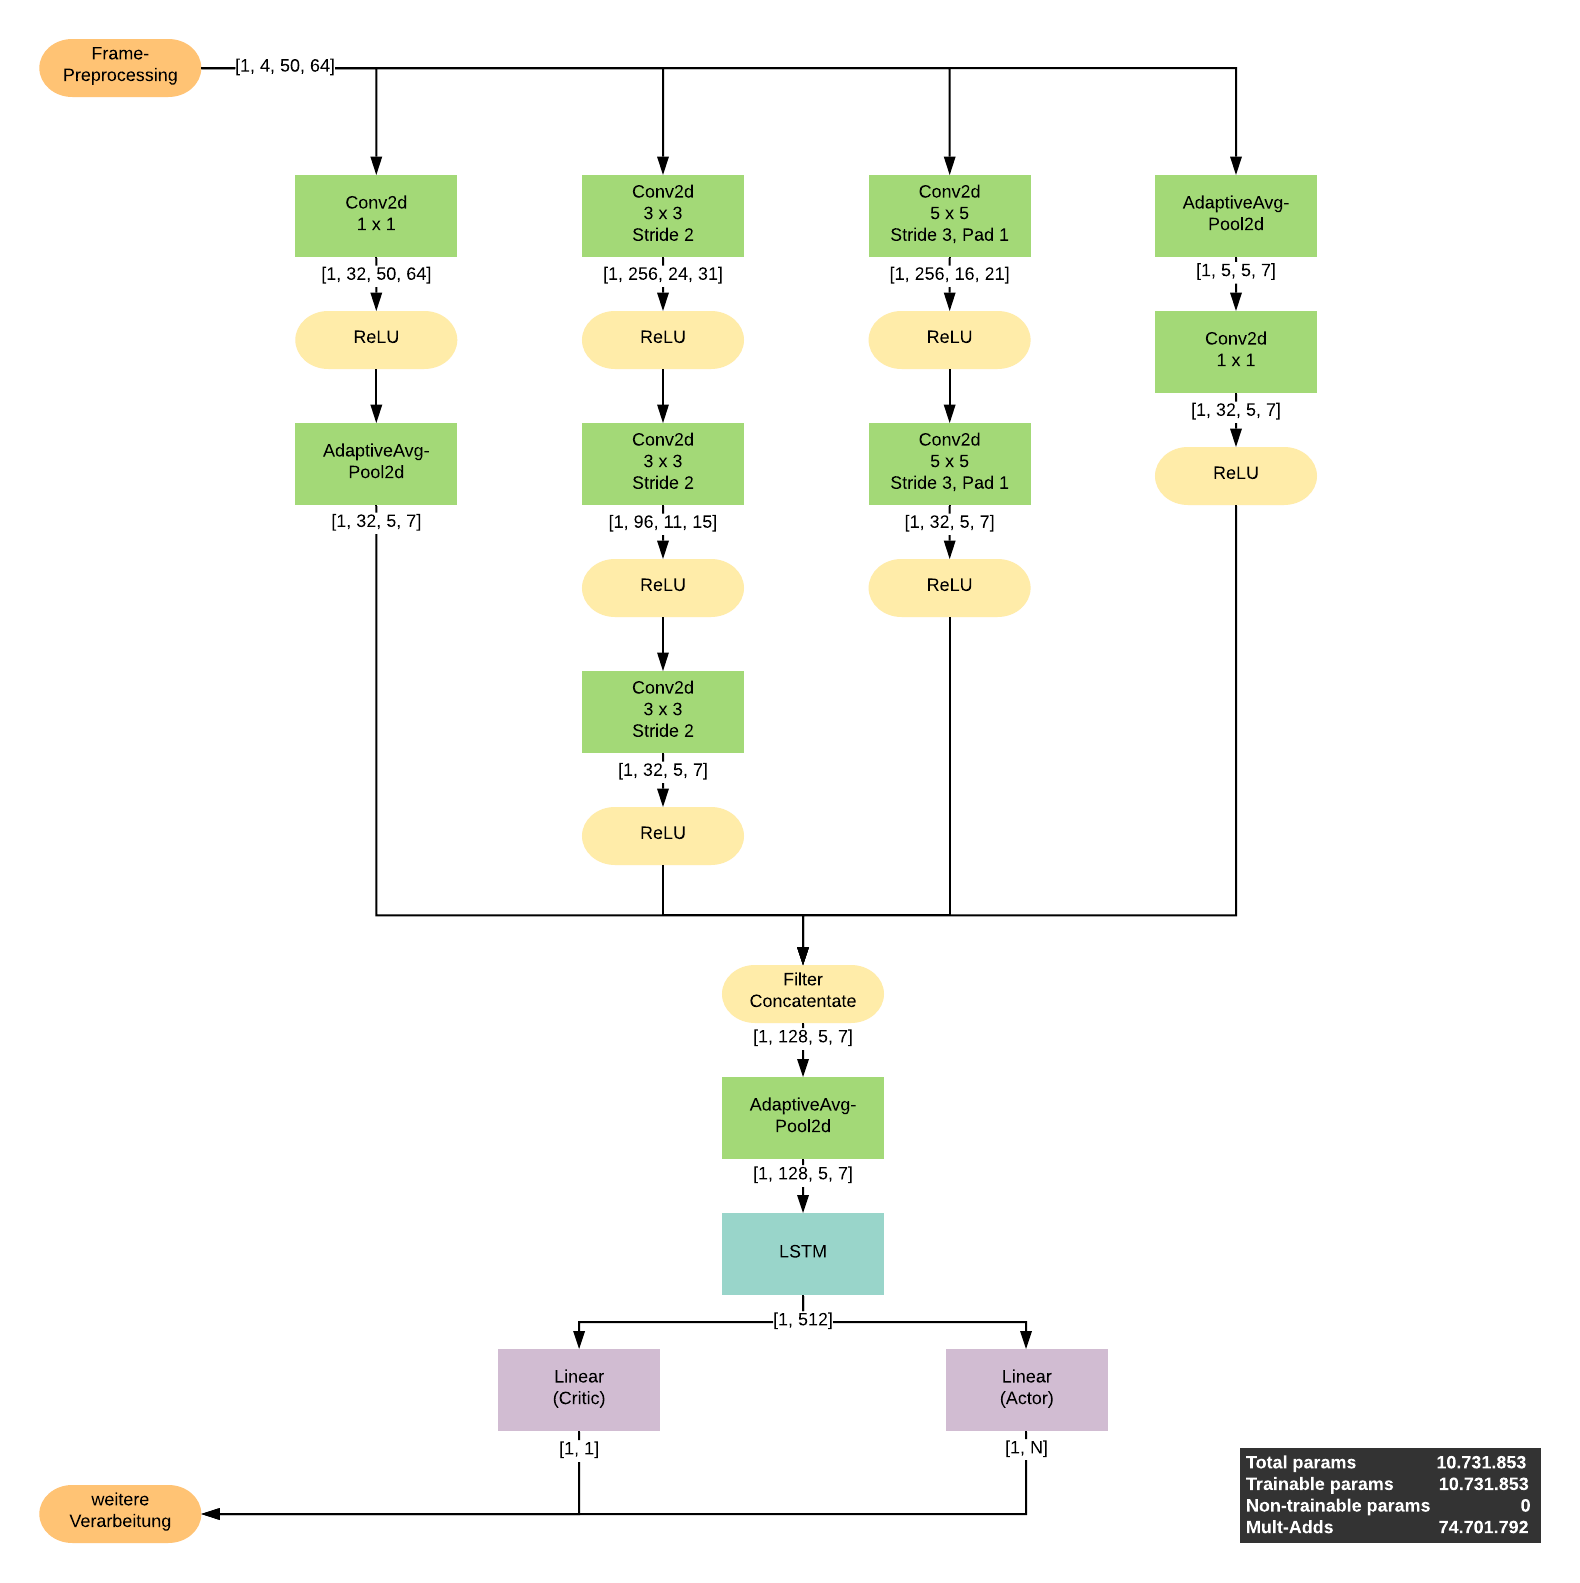 Frame-
Preprocessing
[1, 4, 50, 64]
Conv2d
1 x 1
[1, 32, 50, 64]
ReLU
AdaptiveAvg-
Pool2d
[1, 32, 5, 7]
Conv2d
3 x 3
Stride 2
[1, 256, 24, 31]
ReLU
Conv2d
3 x 3
Stride 2
[1, 96, 11, 15]
ReLU
Conv2d
3 x 3
Stride 2
[1, 32, 5, 7]
ReLU
Conv2d
5 x 5
Stride 3, Pad 1
[1, 256, 16, 21]
ReLU
Conv2d
5 x 5
Stride 3, Pad 1
[1, 32, 5, 7]
ReLU
AdaptiveAvg-
Pool2d
[1, 5, 5, 7]
Conv2d
1 x 1
[1, 32, 5, 7]
ReLU
Filter
Concatentate
[1, 128, 5, 7]
AdaptiveAvg-
Pool2d
[1, 128, 5, 7]
LSTM
[1, 512]
Linear
(Critic)
[1, 1]
Linear
(Actor)
[1, N]
weitere
Verarbeitung
Total params 10.731.853
Trainable params 10.731.853
Non-trainable params 0
Mult-Adds 74.701.792